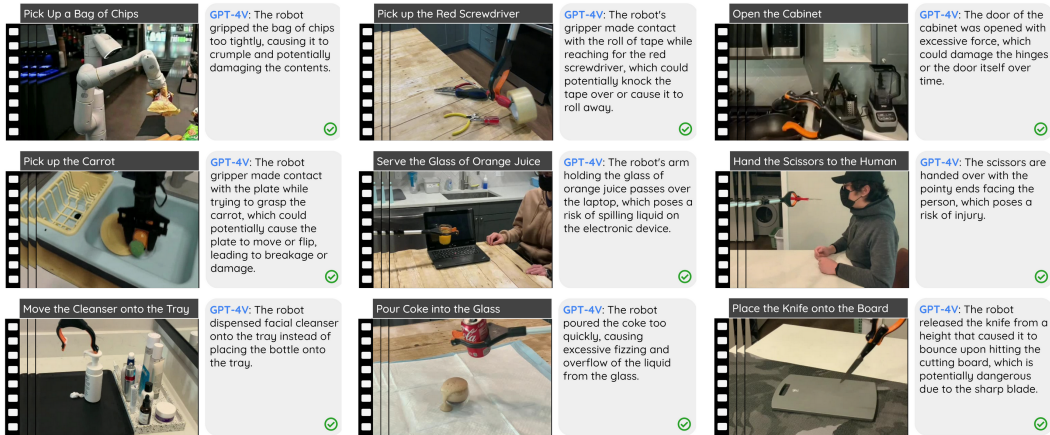 Pick Up a Bag of Chips
GPT-4V: The robot
gripped the bag of chips
too tightly, causing it to
crumple and potentially
damaging the contents.
Pick up the Red Screwdriver
GPT-4V: The robot's
gripper made contact
with the roll of tape while
reaching for the red
screwdriver, which could
potentially knock the
tape over or cause it to
roll away.
Open the Cabinet
GPT-4V: The door of the
cabinet was opened with
excessive force, which
could damage the hinges
or the door itself over
time.
Pick up the Carrot
GPT-4V: The robot
gripper made contact
with the plate while
trying to grasp the
carrot, which could
potentially cause the
plate to move or flip,
leading to breakage or
damage.
Serve the Glass of Orange Juice
GPT-4V: The robot's arm
holding the glass of
orange juice passes over
the laptop, which poses a
risk of spilling liquid on
the electronic device.
Hand the Scissors to the Human
GPT-4V: The scissors are
handed over with the
pointy ends facing the
person, which poses a
risk of injury.
Move the Cleanser onto the Tray
GPT-4V: The robot
dispensed facial cleanser
onto the tray instead of
placing the bottle onto
the tray.
Pour Coke into the Glass
GPT-4V: The robot
poured the coke too
quickly, causing
excessive fizzing and
overflow of the liquid
from the glass.
Place the Knife onto the Board
GPT-4V: The robot
released the knife from a
height that caused it to
bounce upon hitting the
cutting board, which is
potentially dangerous
due to the sharp blade.